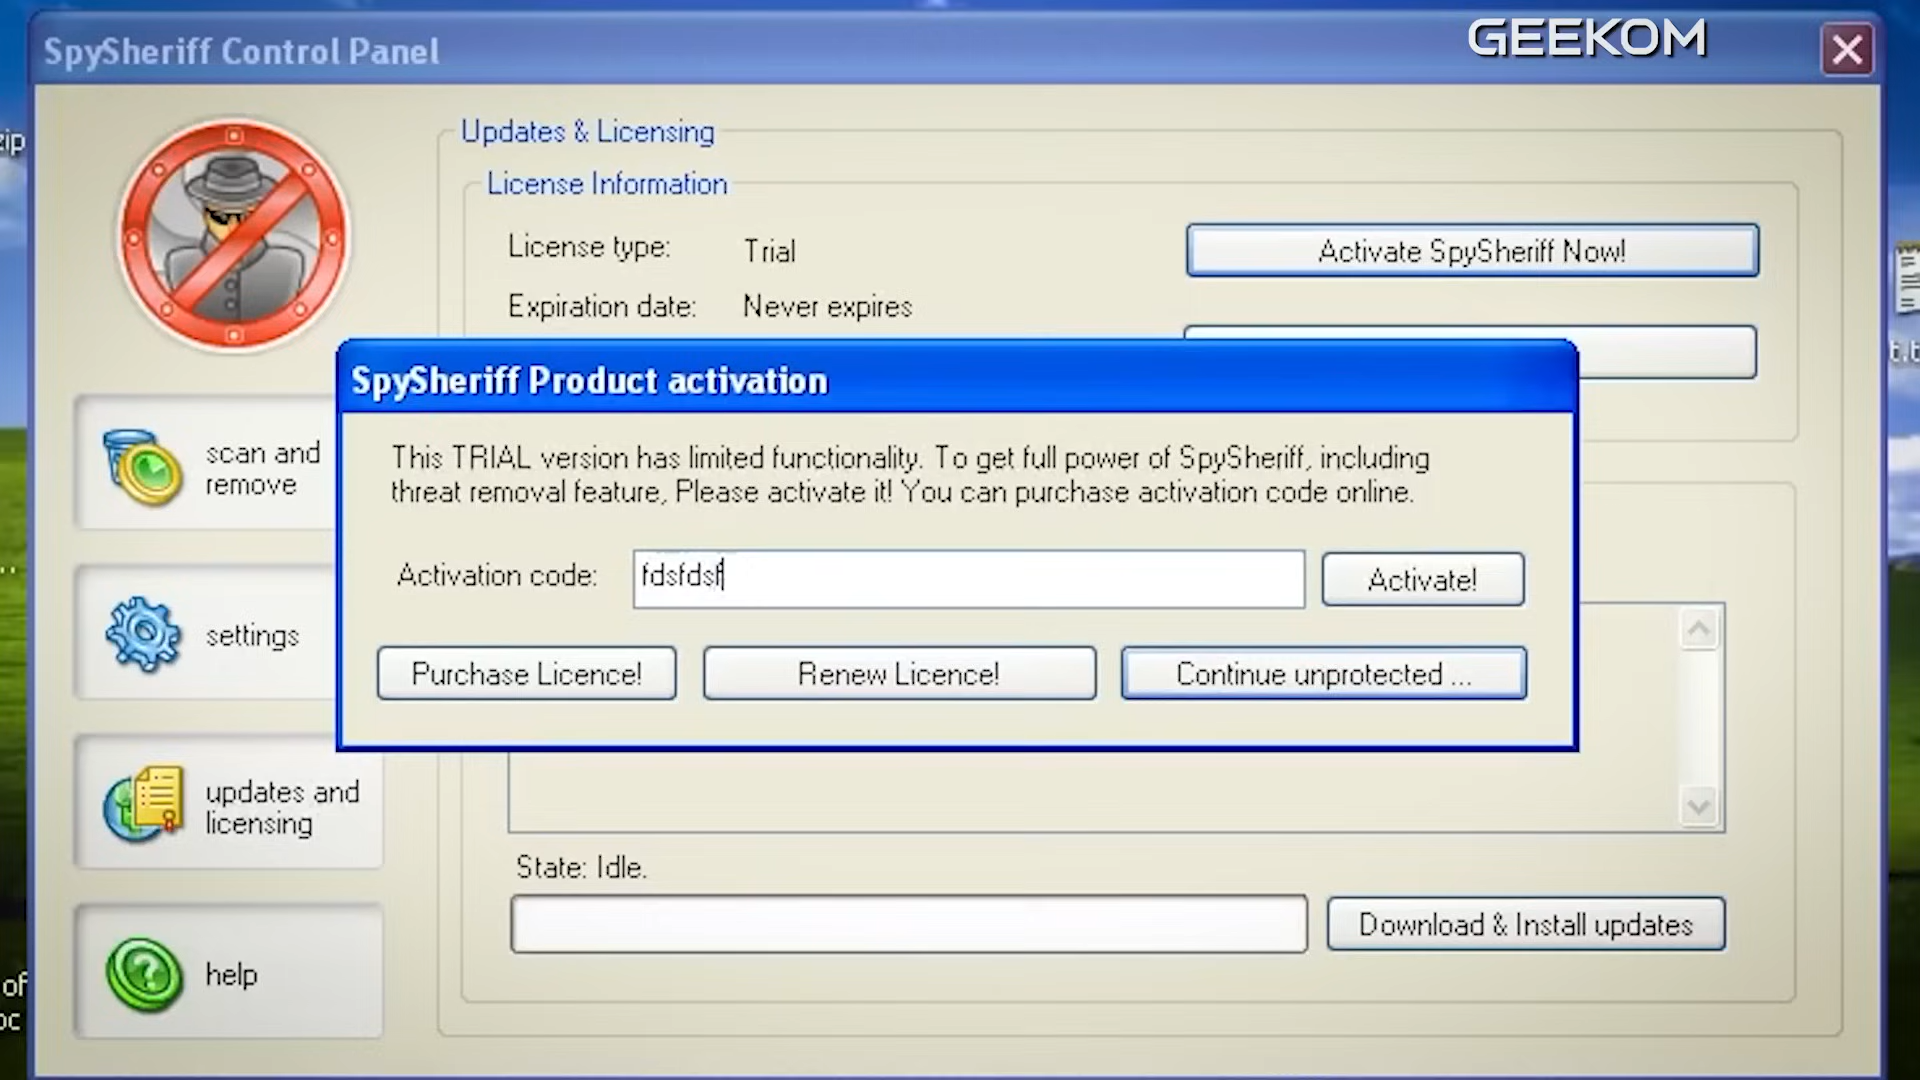 GEEKOM
SpySheriff Control Panel
zip
Updates & Licensing
License Information
License type: Trial
Activate SpySheriff Now!
Expiration date: Never expires
t.t
SpySheriff Product activation
This TRIAL version has limited functionality. To get full power of SpySheriff, including
threat removal feature, Please activate it! You can purchase activation code online.
Activation code: fdsfdsf
Activate!
Purchase Licence!
Renew Licence!
Continue unprotected ...
scan and
remove
settings
updates and
licensing
help
State: Idle.
Download & Install updates
of
oc